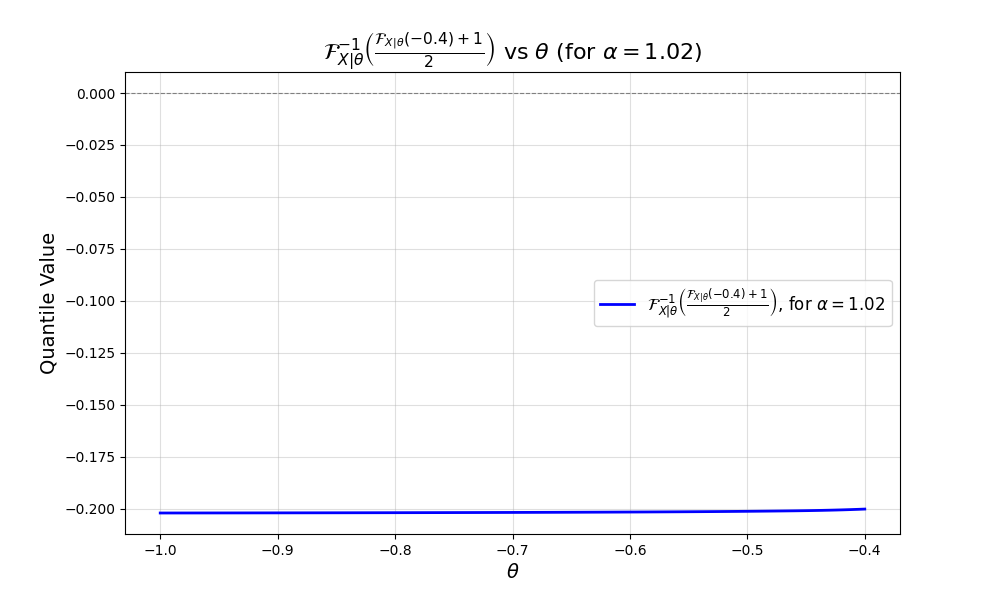 $\mathcal{F}_{X|\theta}^{-1}\left(\frac{\mathcal{F}_{X|\theta}(-0.4)+1}{2}\right)$ vs $\theta$ (for $\alpha = 1.02$)
Quantile Value
0.000
−0.025
−0.050
−0.075
−0.100
−0.125
−0.150
−0.175
−0.200
$\mathcal{F}_{X|\theta}^{-1}\left(\frac{\mathcal{F}_{X|\theta}(-0.4)+1}{2}\right)$, for $\alpha = 1.02$
−1.0 −0.9 −0.8 −0.7 −0.6 −0.5 −0.4
$\theta$